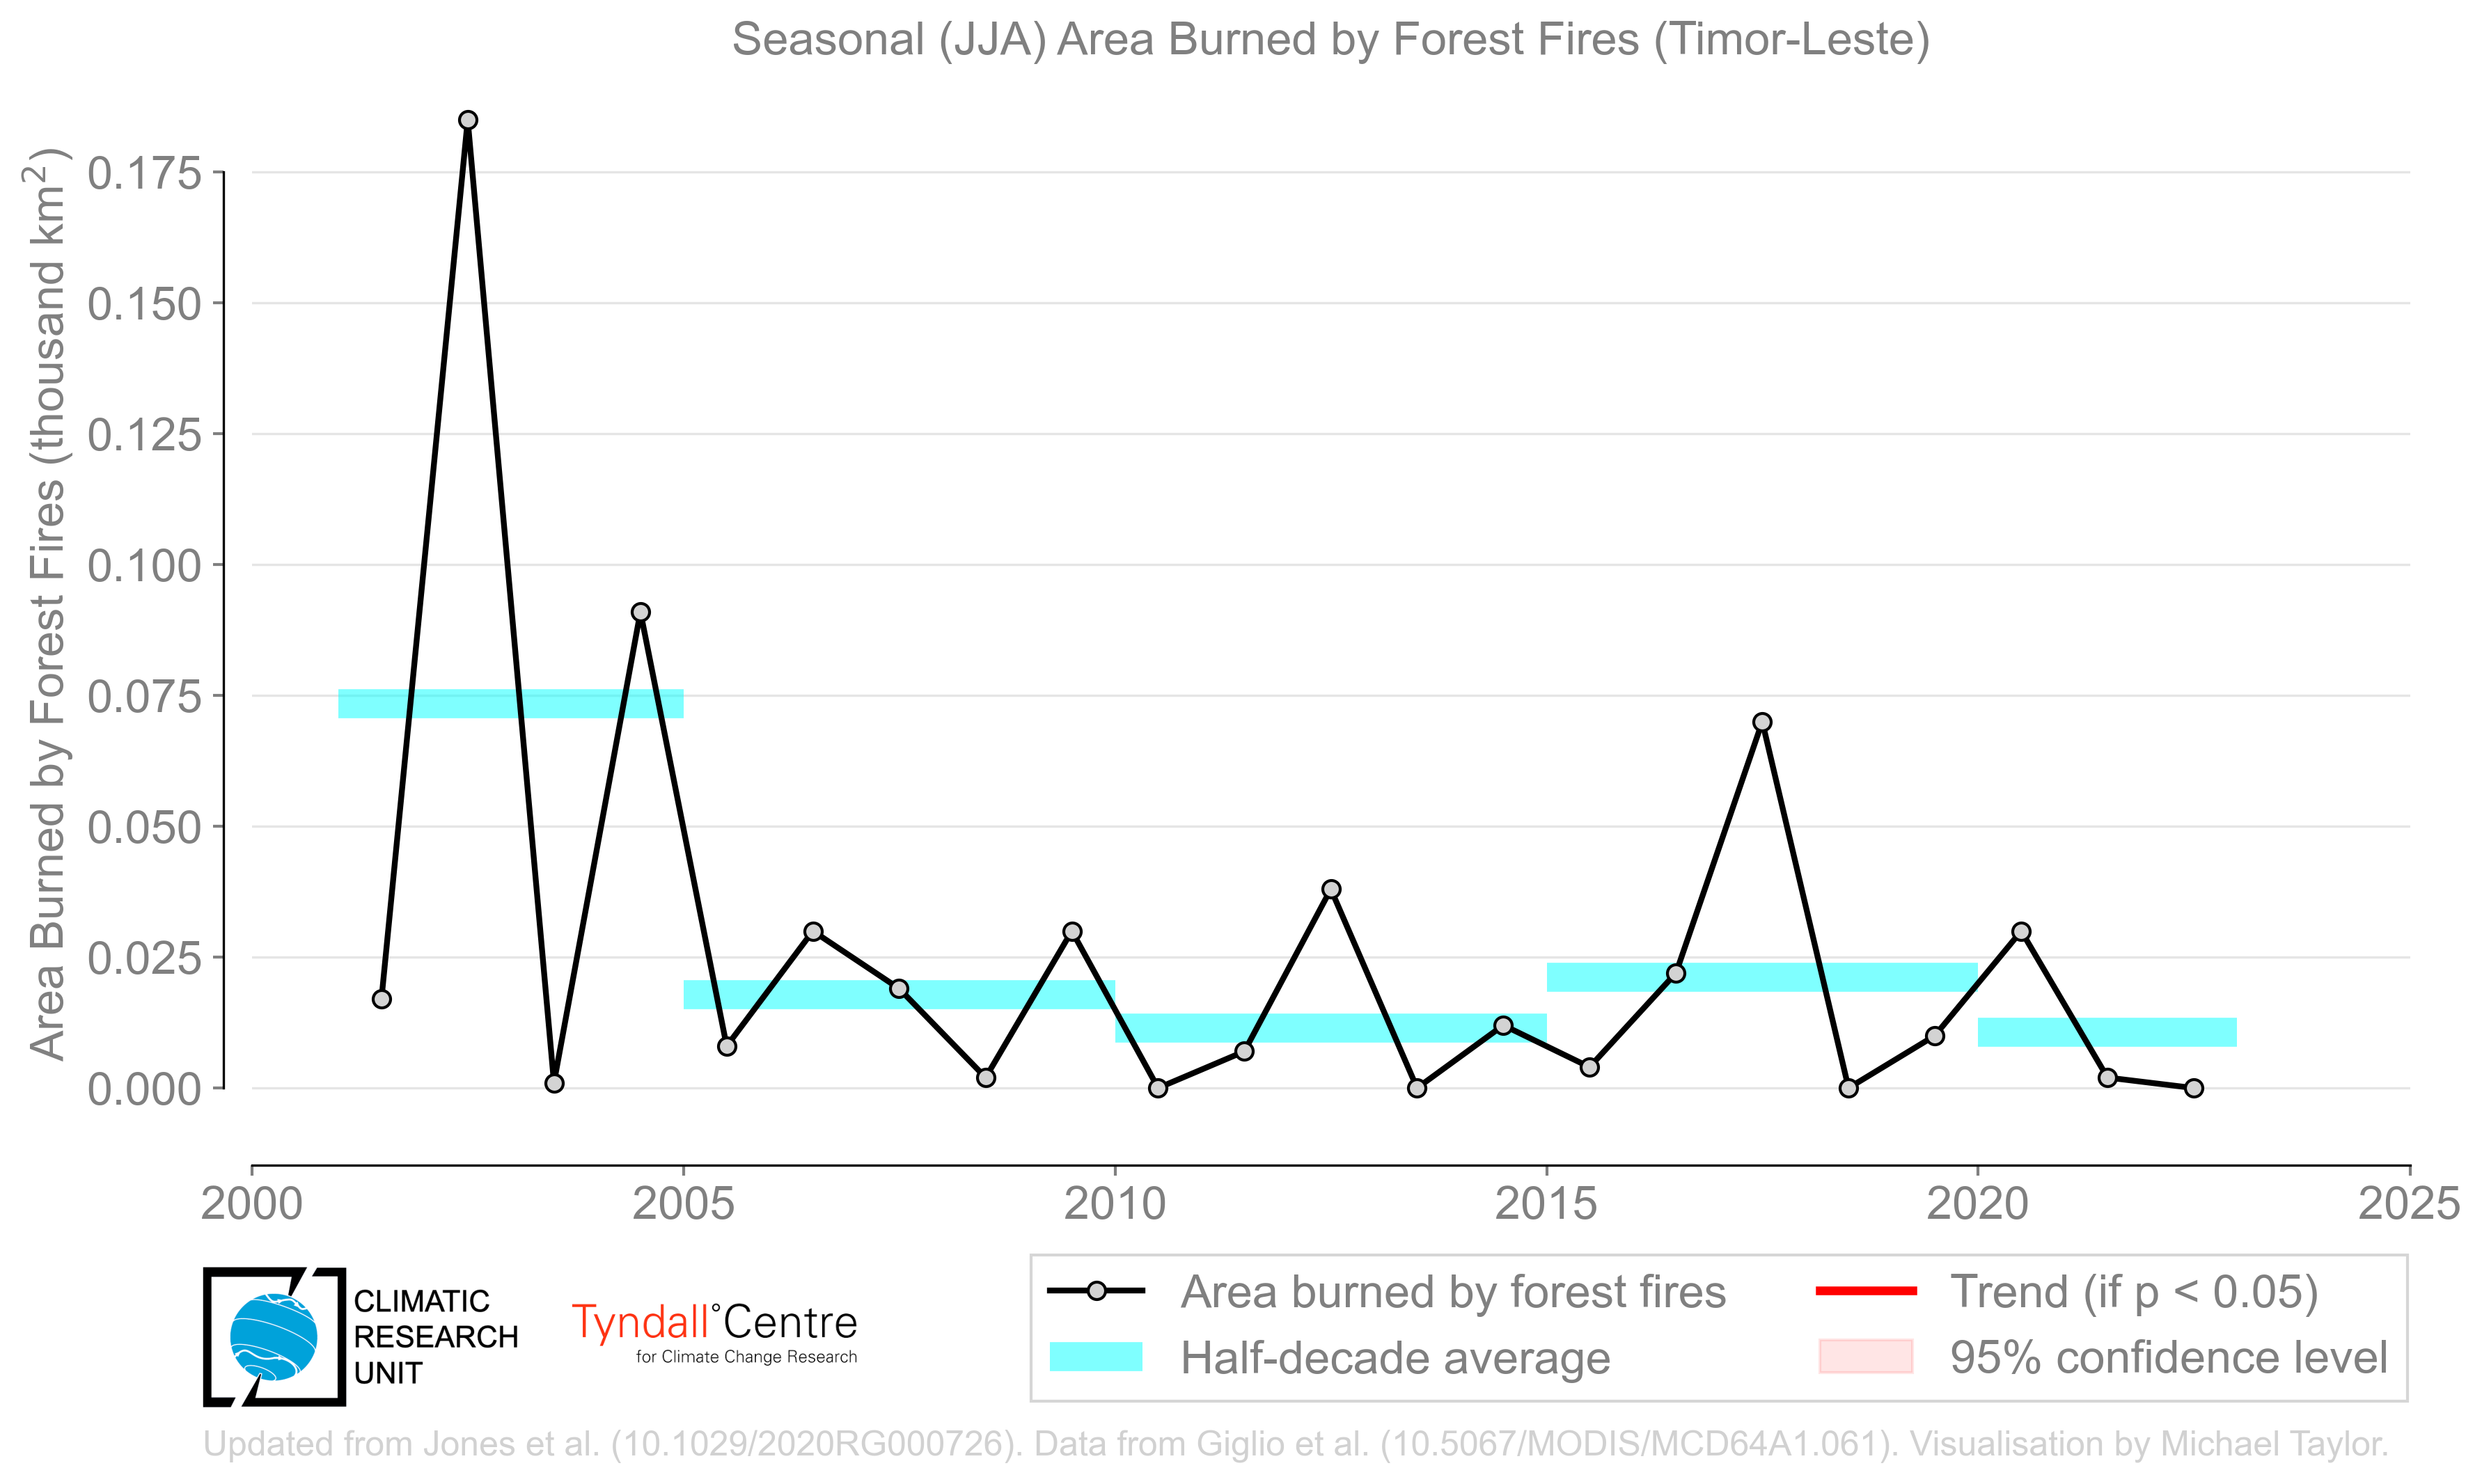 Seasonal (JJA) Area Burned by Forest Fires (Timor-Leste)
Area Burned by Forest Fires (thousand km²)
0.175
0.150
0.125
0.100
0.075
0.050
0.025
0.000
2000
2005
2010
2015
2020
2025
CLIMATIC
RESEARCH
UNIT
Tyndall°Centre
for Climate Change Research
Area burned by forest fires
Half-decade average
Trend (if p < 0.05)
95% confidence level
Updated from Jones et al. (10.1029/2020RG000726). Data from Giglio et al. (10.5067/MODIS/MCD64A1.061). Visualisation by Michael Taylor.